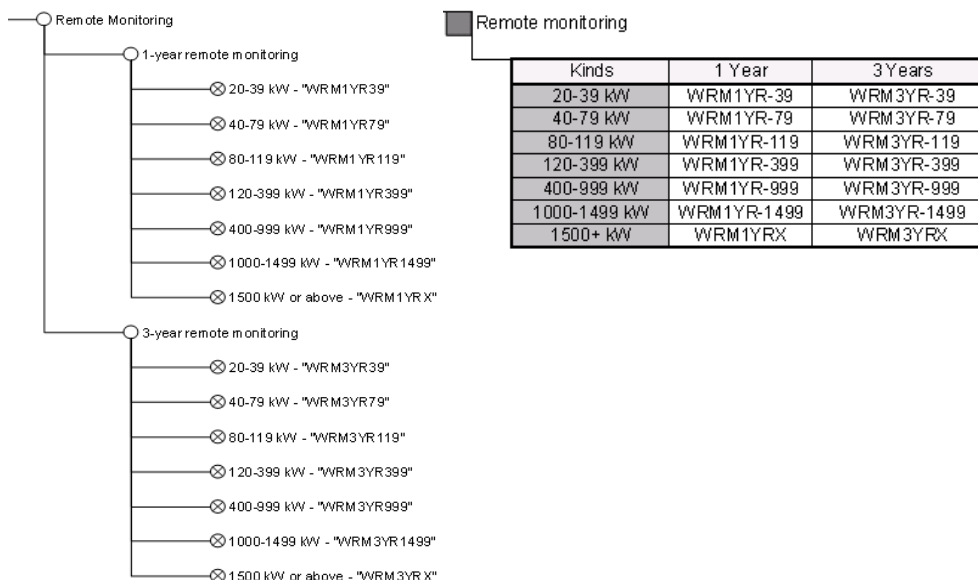 Remote Monitoring
1-year remote monitoring
20-39 kW - "WRM1YR39"
40-79 kW - "WRM1YR79"
80-119 kW - "WRM1YR119"
120-399 kW - "WRM1YR399"
400-999 kW - "WRM1YR999"
1000-1499 kW - "WRM1YR1499"
1500 kW or above - "WRM1YRX"
3-year remote monitoring
20-39 kW - "WRM3YR39"
40-79 kW - "WRM3YR79"
80-119 kW - "WRM3YR119"
120-399 kW - "WRM3YR399"
400-999 kW - "WRM3YR999"
1000-1499 kW - "WRM3YR1499"
1500 kW or above - "WRM3YRX"
Remote monitoring
Kinds 1 Year 3 Years
20-39 kW WRM1YR-39 WRM3YR-39
40-79 kW WRM1YR-79 WRM3YR-79
80-119 kW WRM1YR-119 WRM3YR-119
120-399 kW WRM1YR-399 WRM3YR-399
400-999 kW WRM1YR-999 WRM3YR-999
1000-1499 kW WRM1YR-1499 WRM3YR-1499
1500+ kW WRM1YRX WRM3YRX